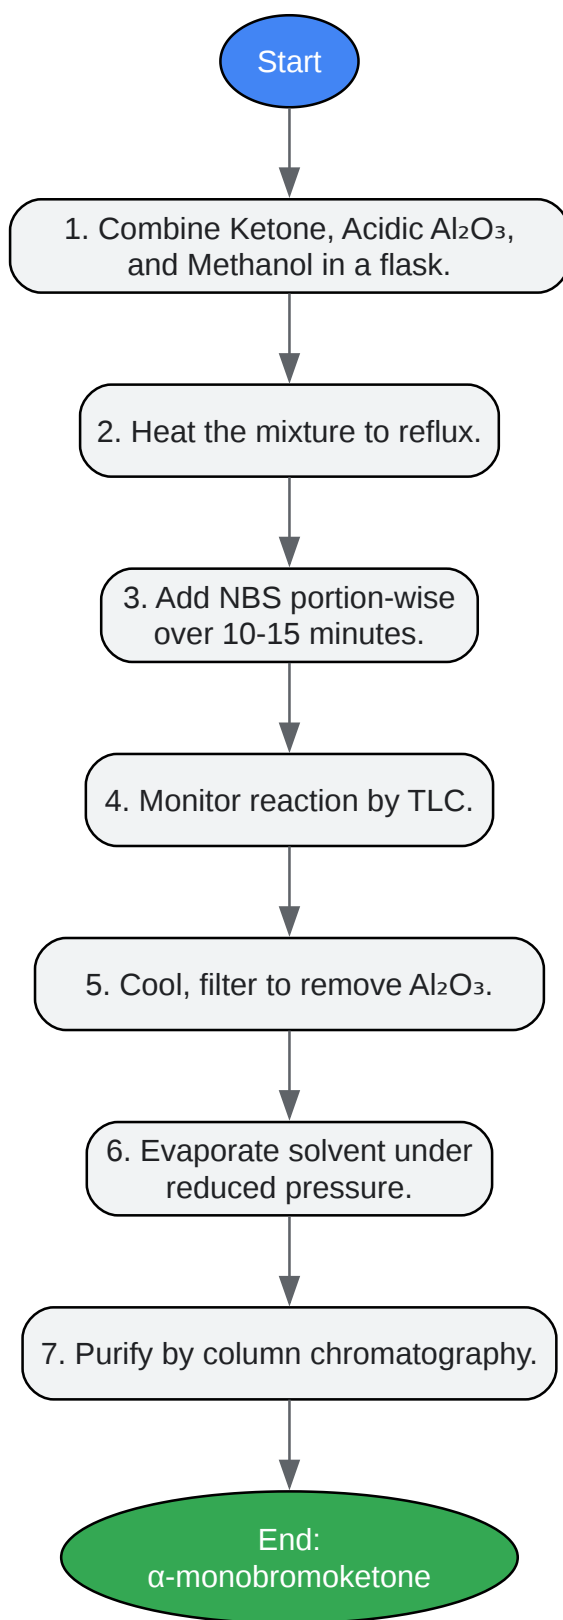 Start
1. Combine Ketone, Acidic Al₂O₃,
and Methanol in a flask.
2. Heat the mixture to reflux.
3. Add NBS portion-wise
over 10-15 minutes.
4. Monitor reaction by TLC.
5. Cool, filter to remove Al₂O₃.
6. Evaporate solvent under
reduced pressure.
7. Purify by column chromatography.
End:
α-monobromoketone